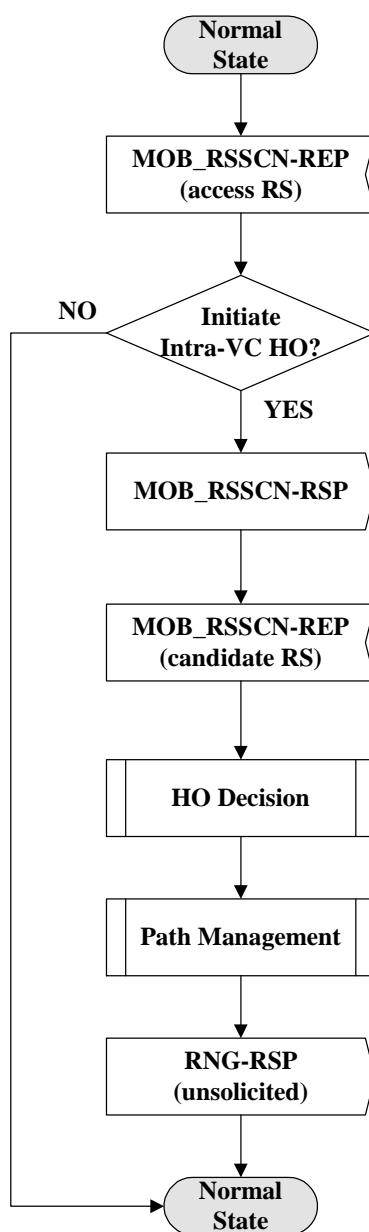 Normal
State
MOB_RSSCN-REP
(access RS)
NO
Initiate
Intra-VC HO?
YES
MOB_RSSCN-RSP
MOB_RSSCN-REP
(candidate RS)
HO Decision
Path Management
RNG-RSP
(unsolicited)
Normal
State